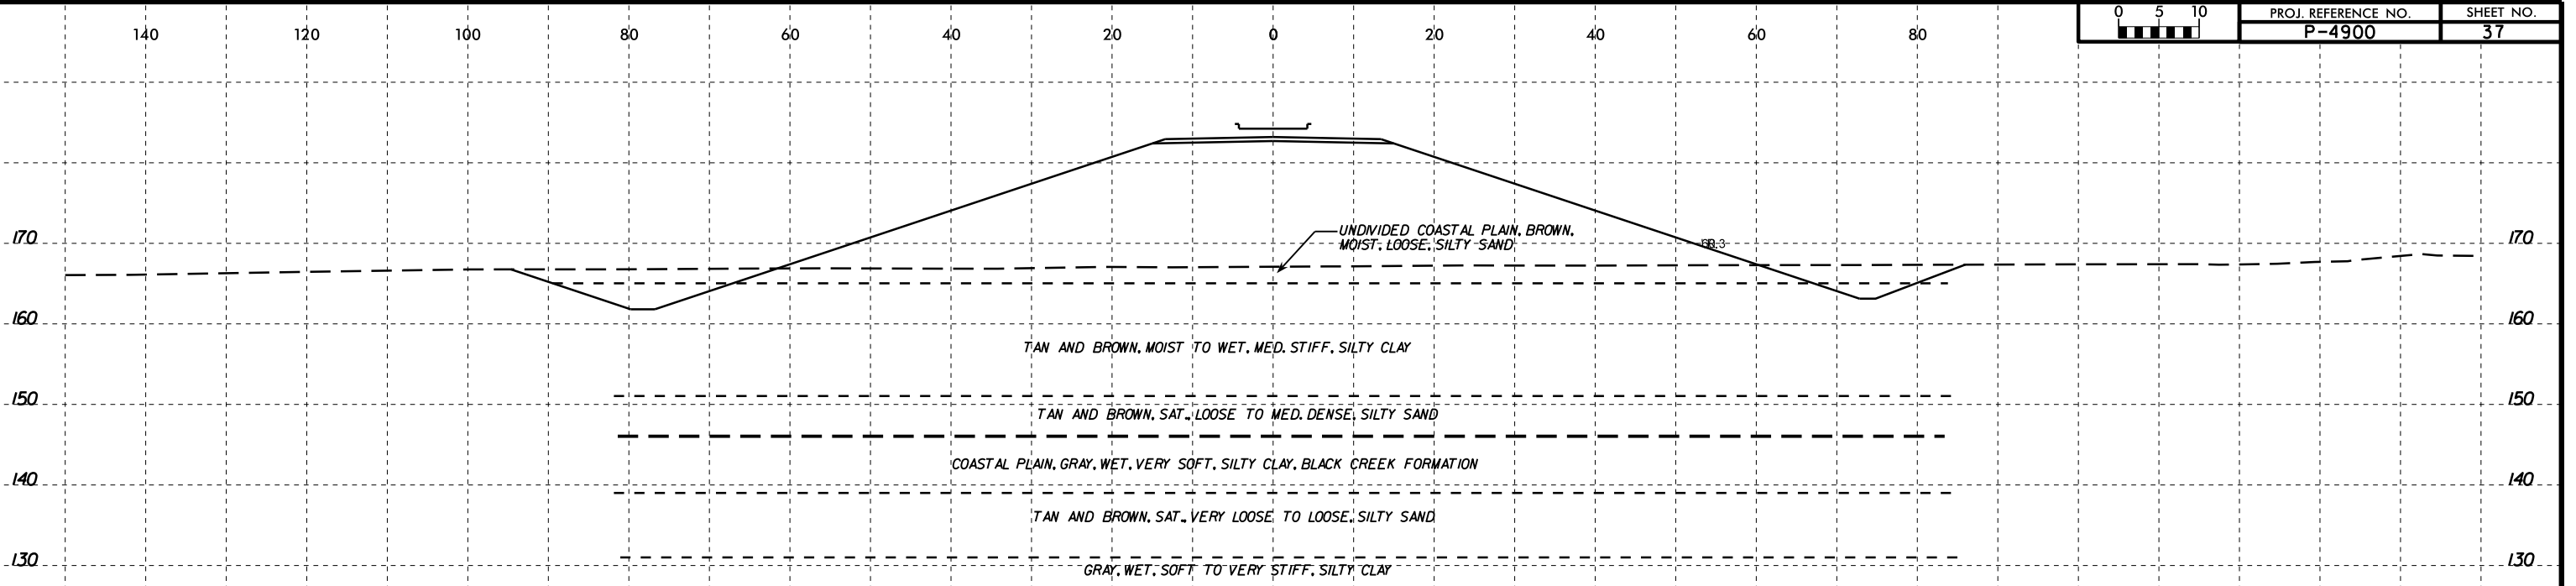 0 5 10
PROJ. REFERENCE NO.
SHEET NO.
P-4900
37
140 120 100 80 60 40 20 0 20 40 60 80
UNDIVIDED COASTAL PLAIN, BROWN,
MOIST, LOOSE, SILTY SAND
170 170
160 160
TAN AND BROWN, MOIST TO WET, MED. STIFF, SILTY CLAY
150 150
TAN AND BROWN, SAT., LOOSE TO MED. DENSE, SILTY SAND
COASTAL PLAIN, GRAY, WET, VERY SOFT, SILTY CLAY, BLACK CREEK FORMATION
140 140
TAN AND BROWN, SAT., VERY LOOSE TO LOOSE, SILTY SAND
130 130
GRAY, WET, SOFT TO VERY STIFF, SILTY CLAY